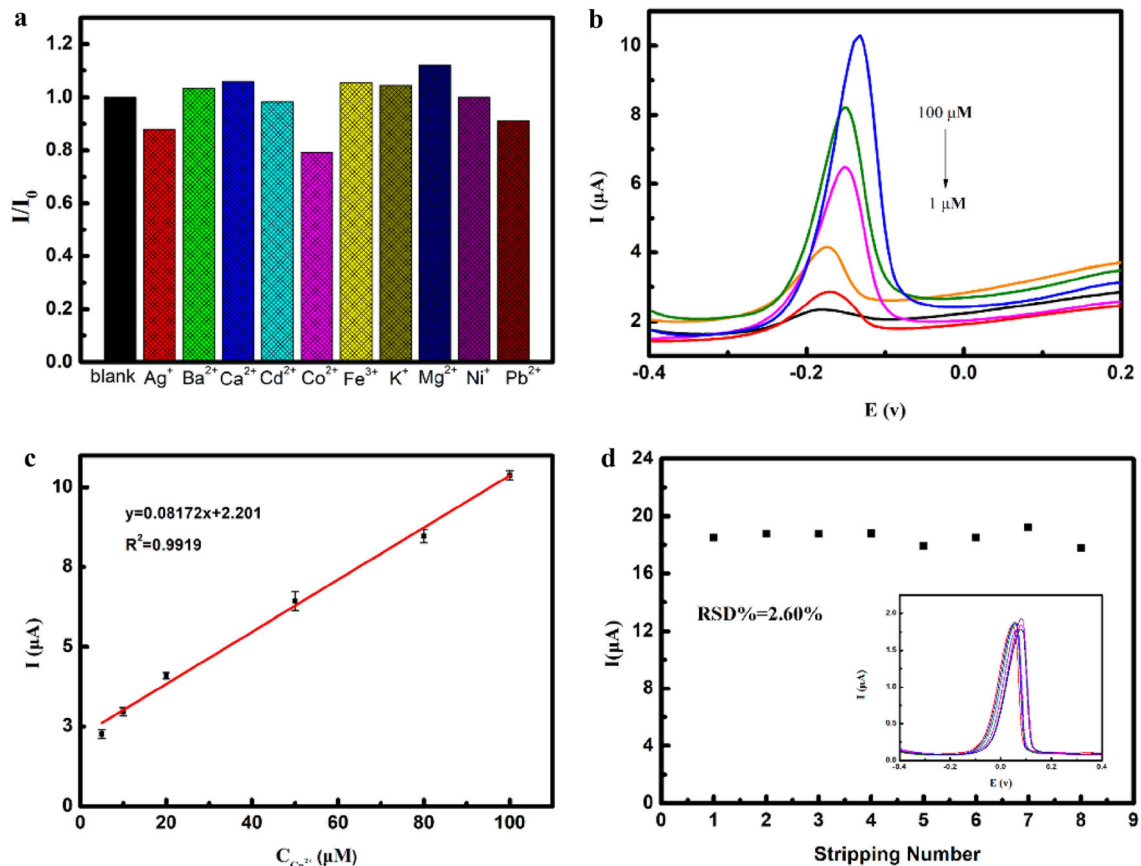 a
1.2
1.0
0.8
0.6
0.4
0.2
0.0
I/I₀
blank Ag⁺ Ba²⁺ Ca²⁺ Cd²⁺ Co²⁺ Fe³⁺ K⁺ Mg²⁺ Ni⁺ Pb²⁺
b
10
8
6
4
2
I (μA)
100 μM
1 μM
-0.4 -0.2 0.0 0.2
E (v)
c
10
8
5
3
0
I (μA)
y=0.08172x+2.201
R²=0.9919
20 40 60 80 100
(μM)
d
24
20
16
12
8
4
0
I(μA)
RSD%=2.60%
2.0
1.5
1.0
0.5
0.0
I (μA)
-0.4 -0.2 0.0 0.2 0.4
E (v)
0 1 2 3 4 5 6 7 8 9
Stripping Number